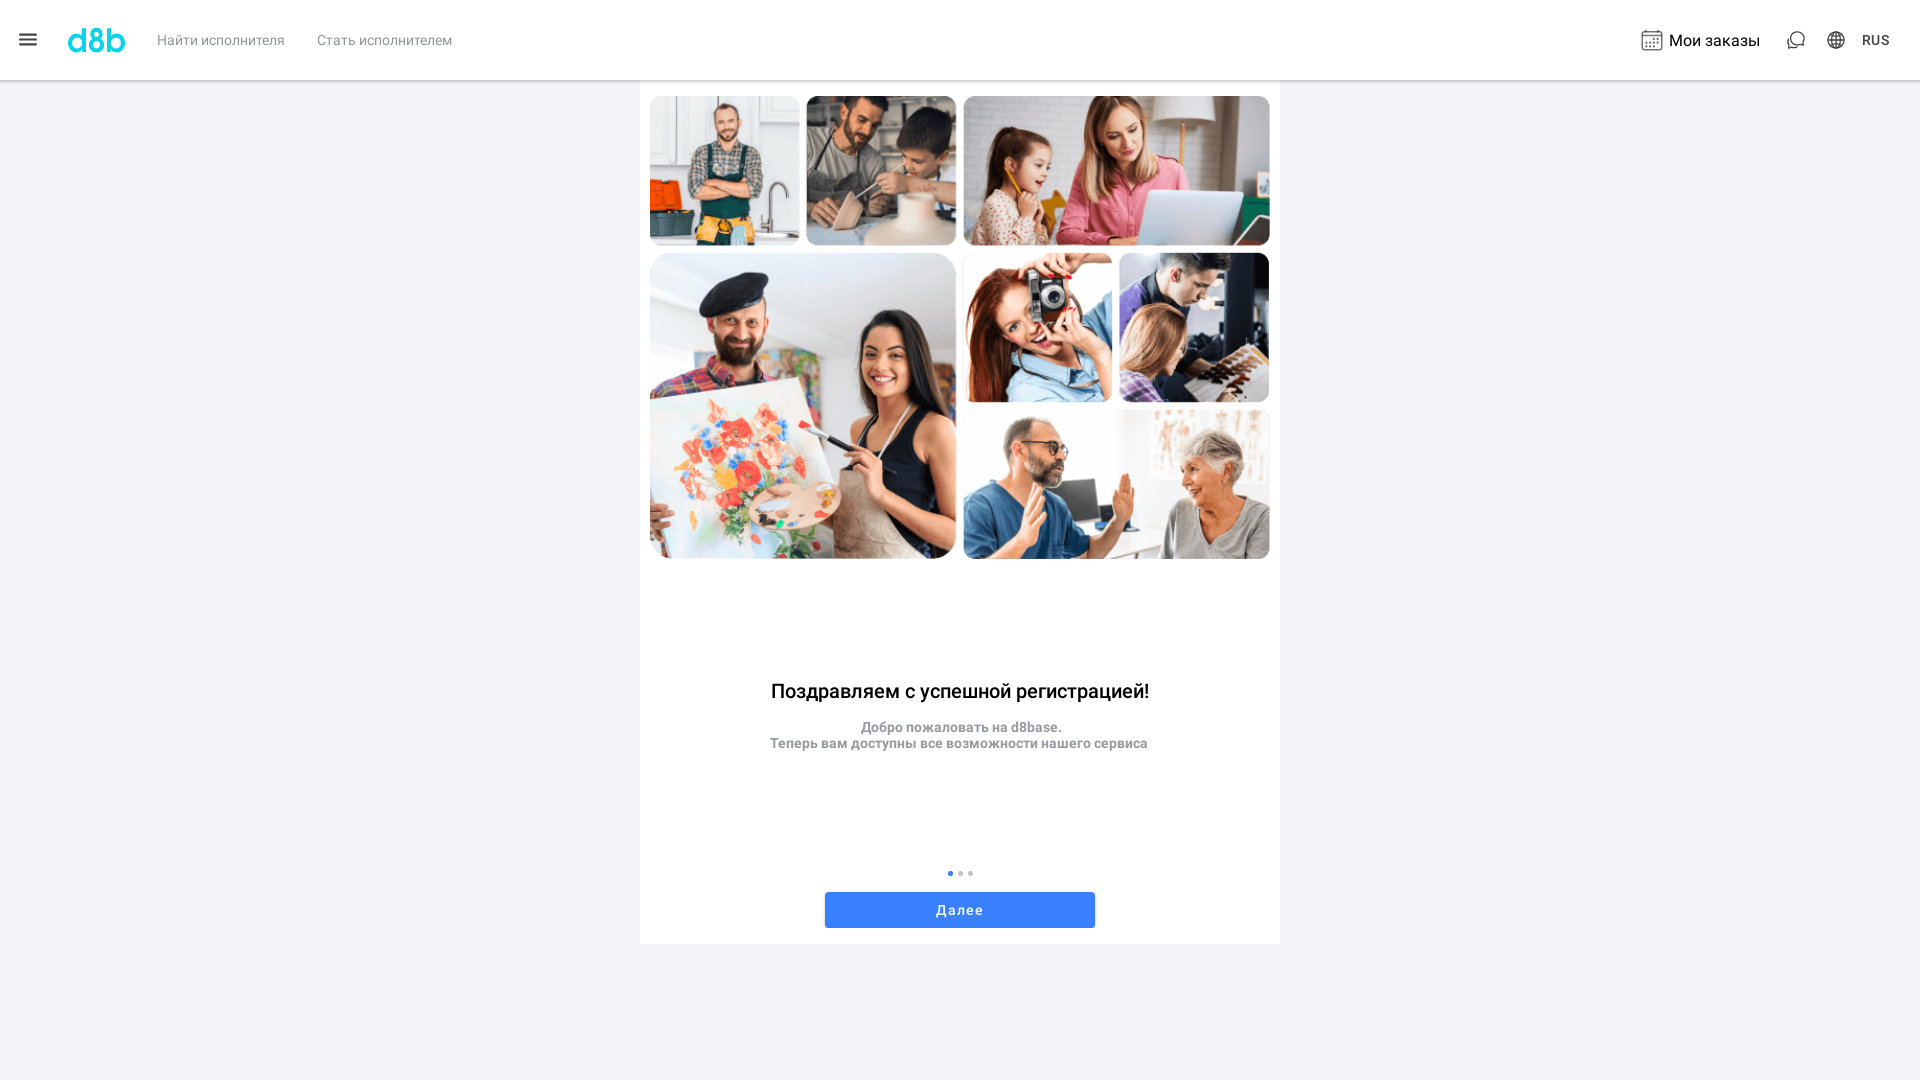 d8b
Найти исполнителя
Стать исполнителем
Мои заказы
RUS
Поздравляем с успешной регистрацией!
Добро пожаловать на d8base.
Теперь вам доступны все возможности нашего сервиса
Далее